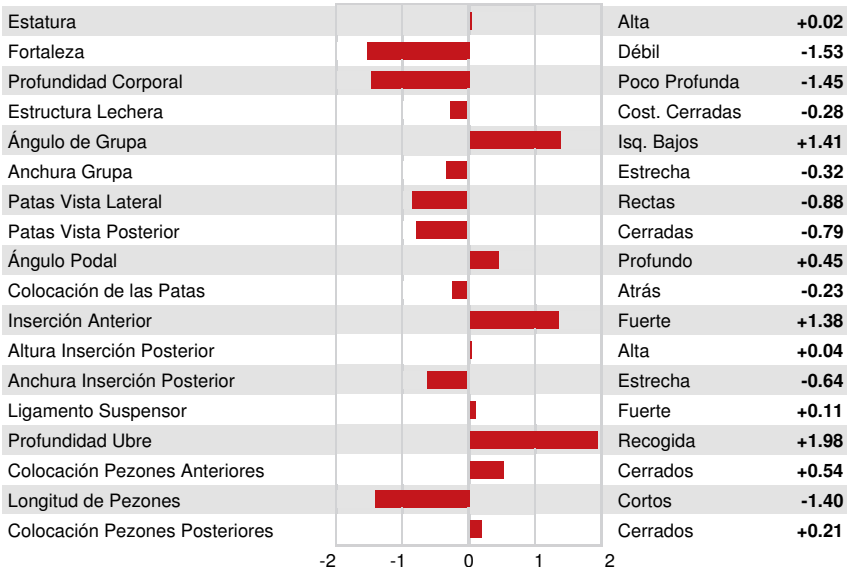 Estatura Alta +0.02
Fortaleza Débil -1.53
Profundidad Corporal Poco Profunda -1.45
Estructura Lechera Cost. Cerradas -0.28
Ángulo de Grupa Isq. Bajos +1.41
Anchura Grupa Estrecha -0.32
Patas Vista Lateral Rectas -0.88
Patas Vista Posterior Cerradas -0.79
Ángulo Podal Profundo +0.45
Colocación de las Patas Atrás -0.23
Inserción Anterior Fuerte +1.38
Altura Inserción Posterior Alta +0.04
Anchura Inserción Posterior Estrecha -0.64
Ligamento Suspensor Fuerte +0.11
Profundidad Ubre Recogida +1.98
Colocación Pezones Anteriores Cerrados +0.54
Longitud de Pezones Cortos -1.40
Colocación Pezones Posteriores Cerrados +0.21
-2 -1 0 1 2